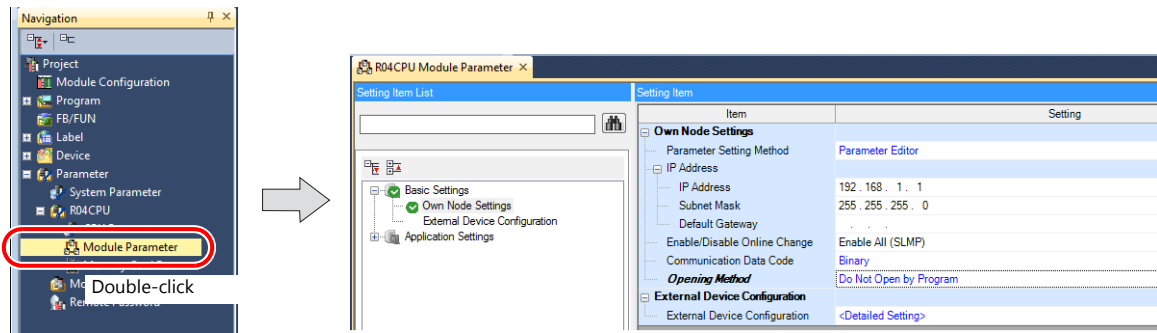 Navigation
Project
Module Configuration
Program
FB/FUN
Label
Device
Parameter
System Parameter
R04CPU
Module Parameter
Double-click
Remote Password
R04CPU Module Parameter
Setting Item List
Basic Settings
Own Node Settings
External Device Configuration
Application Settings
Setting Item
Item Setting
Own Node Settings
Parameter Setting Method Parameter Editor
IP Address
IP Address 192 . 168 . 1 . 1
Subnet Mask 255 . 255 . 255 . 0
Default Gateway . . .
Enable/Disable Online Change Enable All (SLMP)
Communication Data Code Binary
Opening Method Do Not Open by Program
External Device Configuration
External Device Configuration <Detailed Setting>